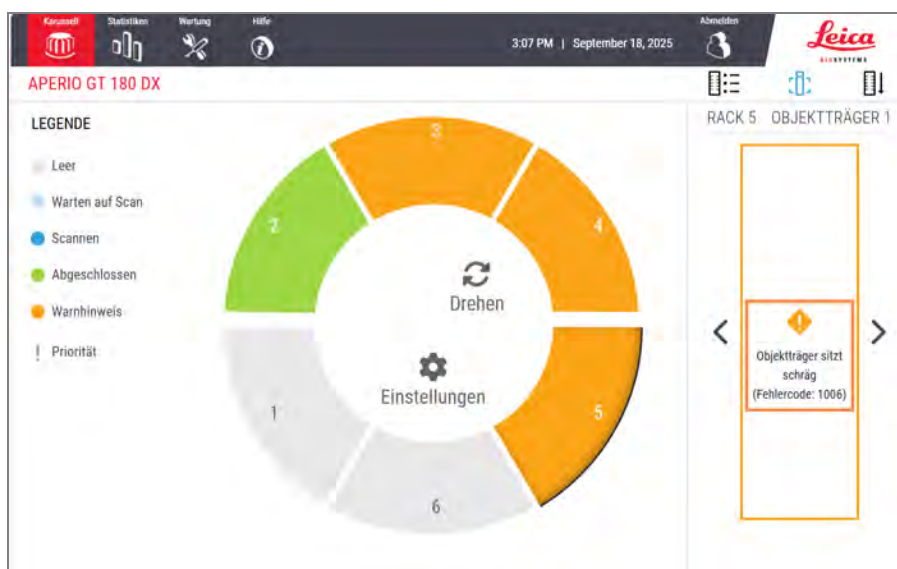 Karussell
Statistiken
Wartung
Hilfe
3:07 PM | September 18, 2025
Abmelden
Leica
BIOSYSTEMS
APERIO GT 180 DX
LEGENDE
Leer
Warten auf Scan
Scannen
Abgeschlossen
Warnhinweis
! Priorität
3
2
4
Drehen
Einstellungen
1
5
6
RACK 5 OBJEKTTRÄGER 1
Objektträger sitzt
schräg
(Fehlercode: 1006)